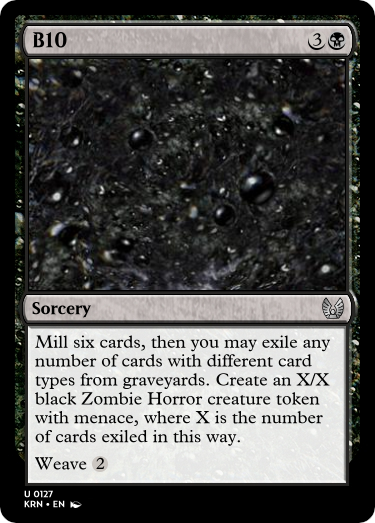 B10 3
Sorcery
Mill six cards, then you may exile any
number of cards with different card
types from graveyards. Create an X/X
black Zombie Horror creature token
with menace, where X is the number
of cards exiled in this way.
Weave 2
U 0127
KRN • EN